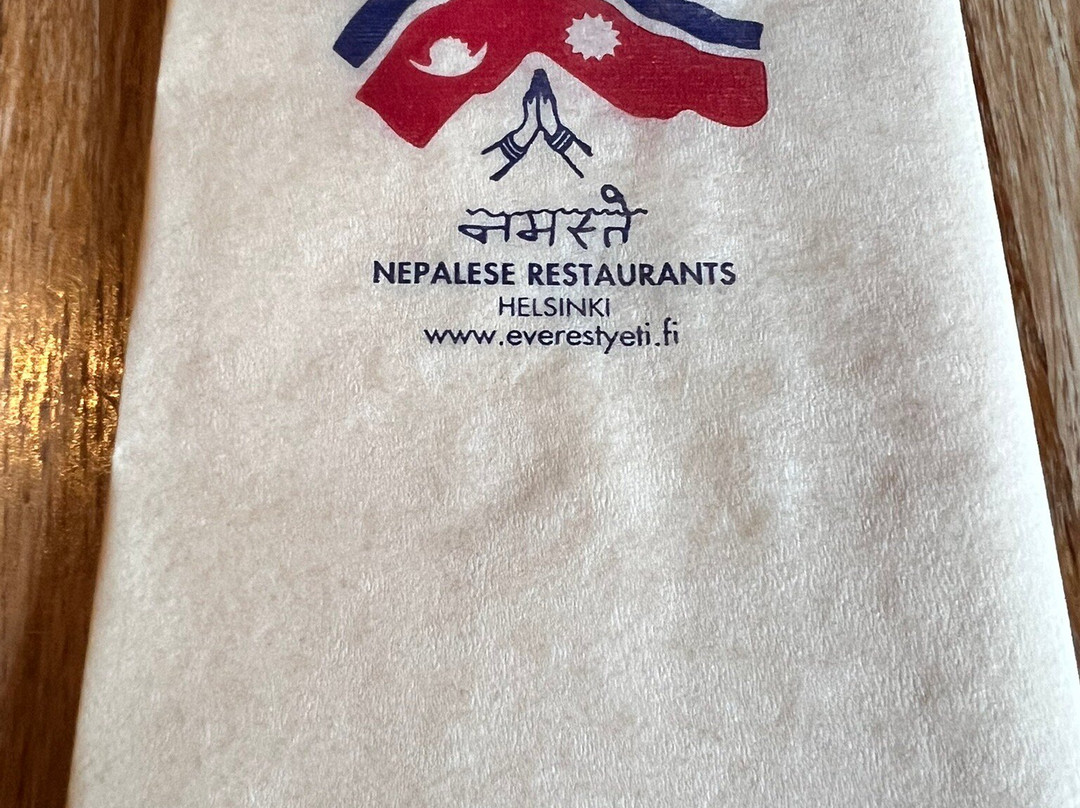 नमस्ते
NEPALESE RESTAURANTS
HELSINKI
www.everestyeti.fi